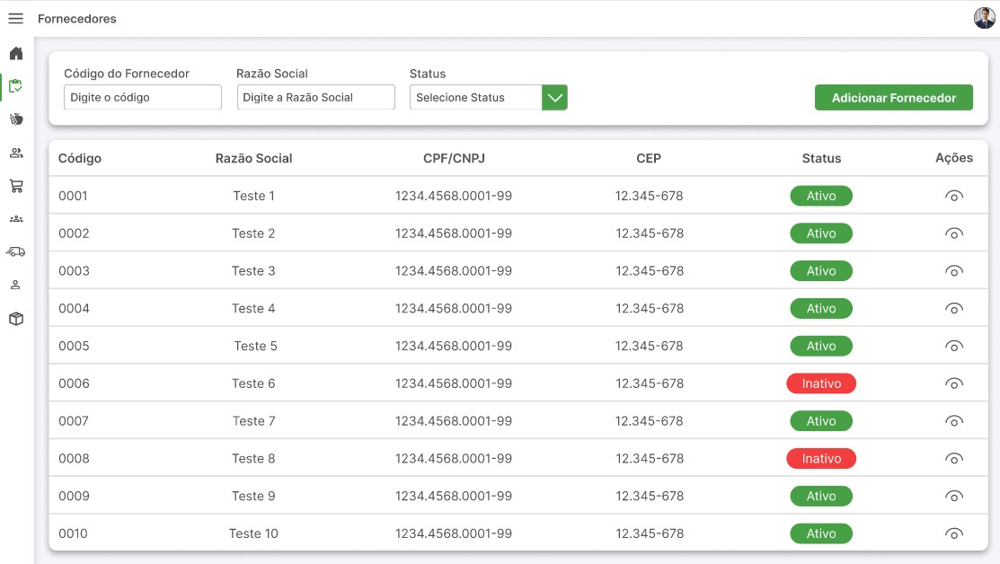 Fornecedores
Código do Fornecedor Razão Social Status
Digite o código Digite a Razão Social Selecione Status Adicionar Fornecedor
Código Razão Social CPF/CNPJ CEP Status Ações
0001 Teste 1 1234.4568.0001-99 12.345-678 Ativo
0002 Teste 2 1234.4568.0001-99 12.345-678 Ativo
0003 Teste 3 1234.4568.0001-99 12.345-678 Ativo
0004 Teste 4 1234.4568.0001-99 12.345-678 Ativo
0005 Teste 5 1234.4568.0001-99 12.345-678 Ativo
0006 Teste 6 1234.4568.0001-99 12.345-678 Inativo
0007 Teste 7 1234.4568.0001-99 12.345-678 Ativo
0008 Teste 8 1234.4568.0001-99 12.345-678 Inativo
0009 Teste 9 1234.4568.0001-99 12.345-678 Ativo
0010 Teste 10 1234.4568.0001-99 12.345-678 Ativo